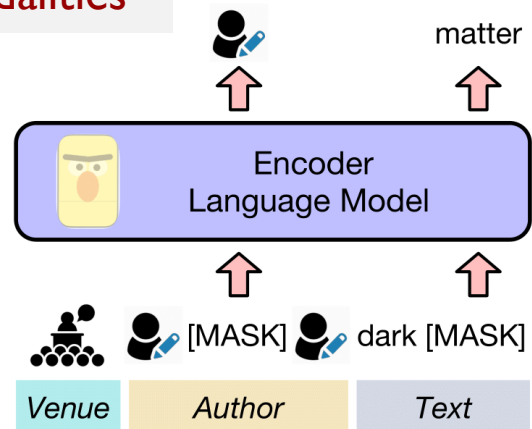 matter
Encoder
Language Model
[MASK] dark [MASK]
Venue Author Text